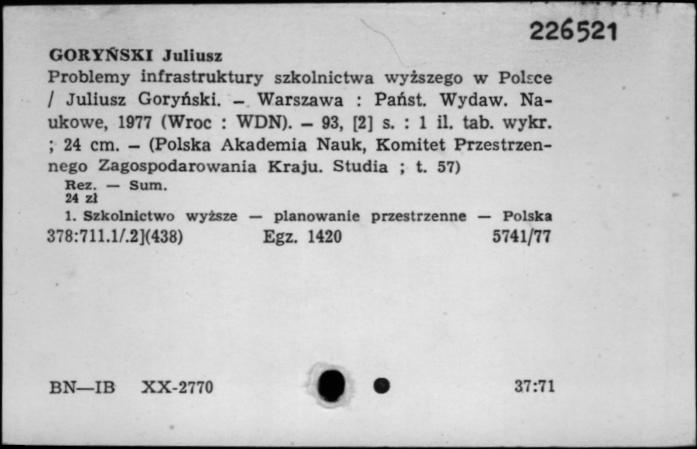 226521
GORYŃSKI Juliusz
Problemy infrastruktury szkolnictwa wyższego w Polsce
/ Juliusz Goryński. — Warszawa : Państ. Wydaw. Na-
ukowe, 1977 (Wroc : WDN). — 93, [2] s. : 1 il. tab. wykr.
; 24 cm. — (Polska Akademia Nauk, Komitet Przestrzen-
nego Zagospodarowania Kraju. Studia ; t. 57)
Rez. — Sum.
24 zł
1. Szkolnictwo wyższe — planowanie przestrzenne — Polska
378:711.1/.2](438) Egz. 1420 5741/77
BN—IB XX-2770 37:71